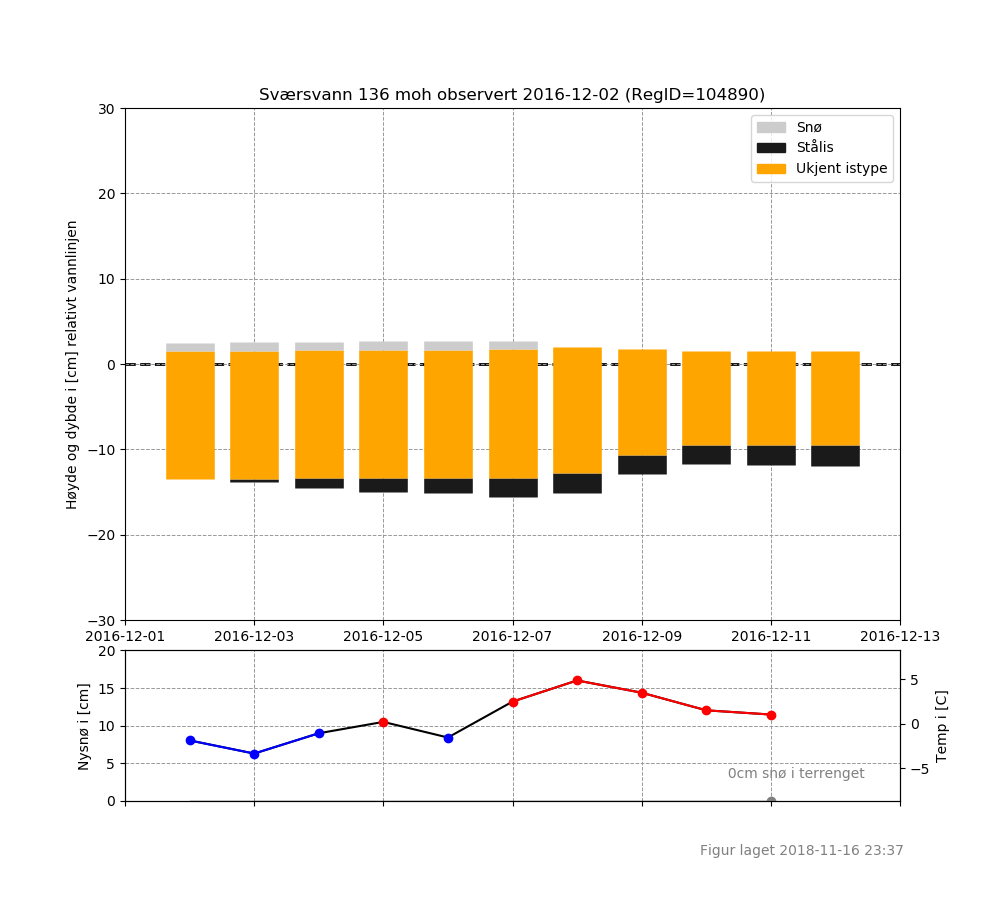 Sværsvann 136 moh observert 2016-12-02 (RegID=104890)
Snø
Stålis
Ukjent istype
Høyde og dybde i [cm] relativt vannlinjen
30
20
10
0
−10
−20
−30
2016-12-01 2016-12-03 2016-12-05 2016-12-07 2016-12-09 2016-12-11 2016-12-13
Nysnø i [cm]
20
15
10
5
0
5
0
−5
Temp i [C]
0cm snø i terrenget
Figur laget 2018-11-16 23:37